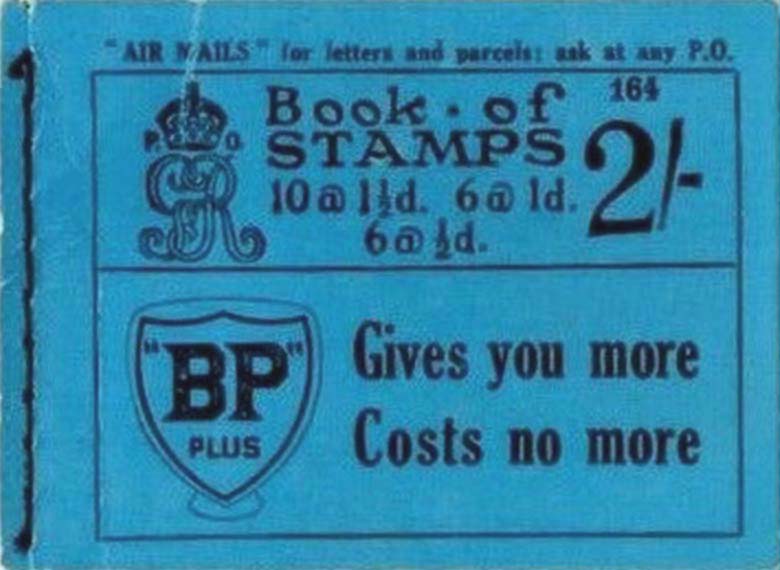 "AIR MAILS" for letters and parcels: ask at any P.O.
164
Book · of
STAMPS
2/-
P. O.
GR
10@1½d. 6@1d.
6@½d.
"BP"
PLUS
Gives you more
Costs no more